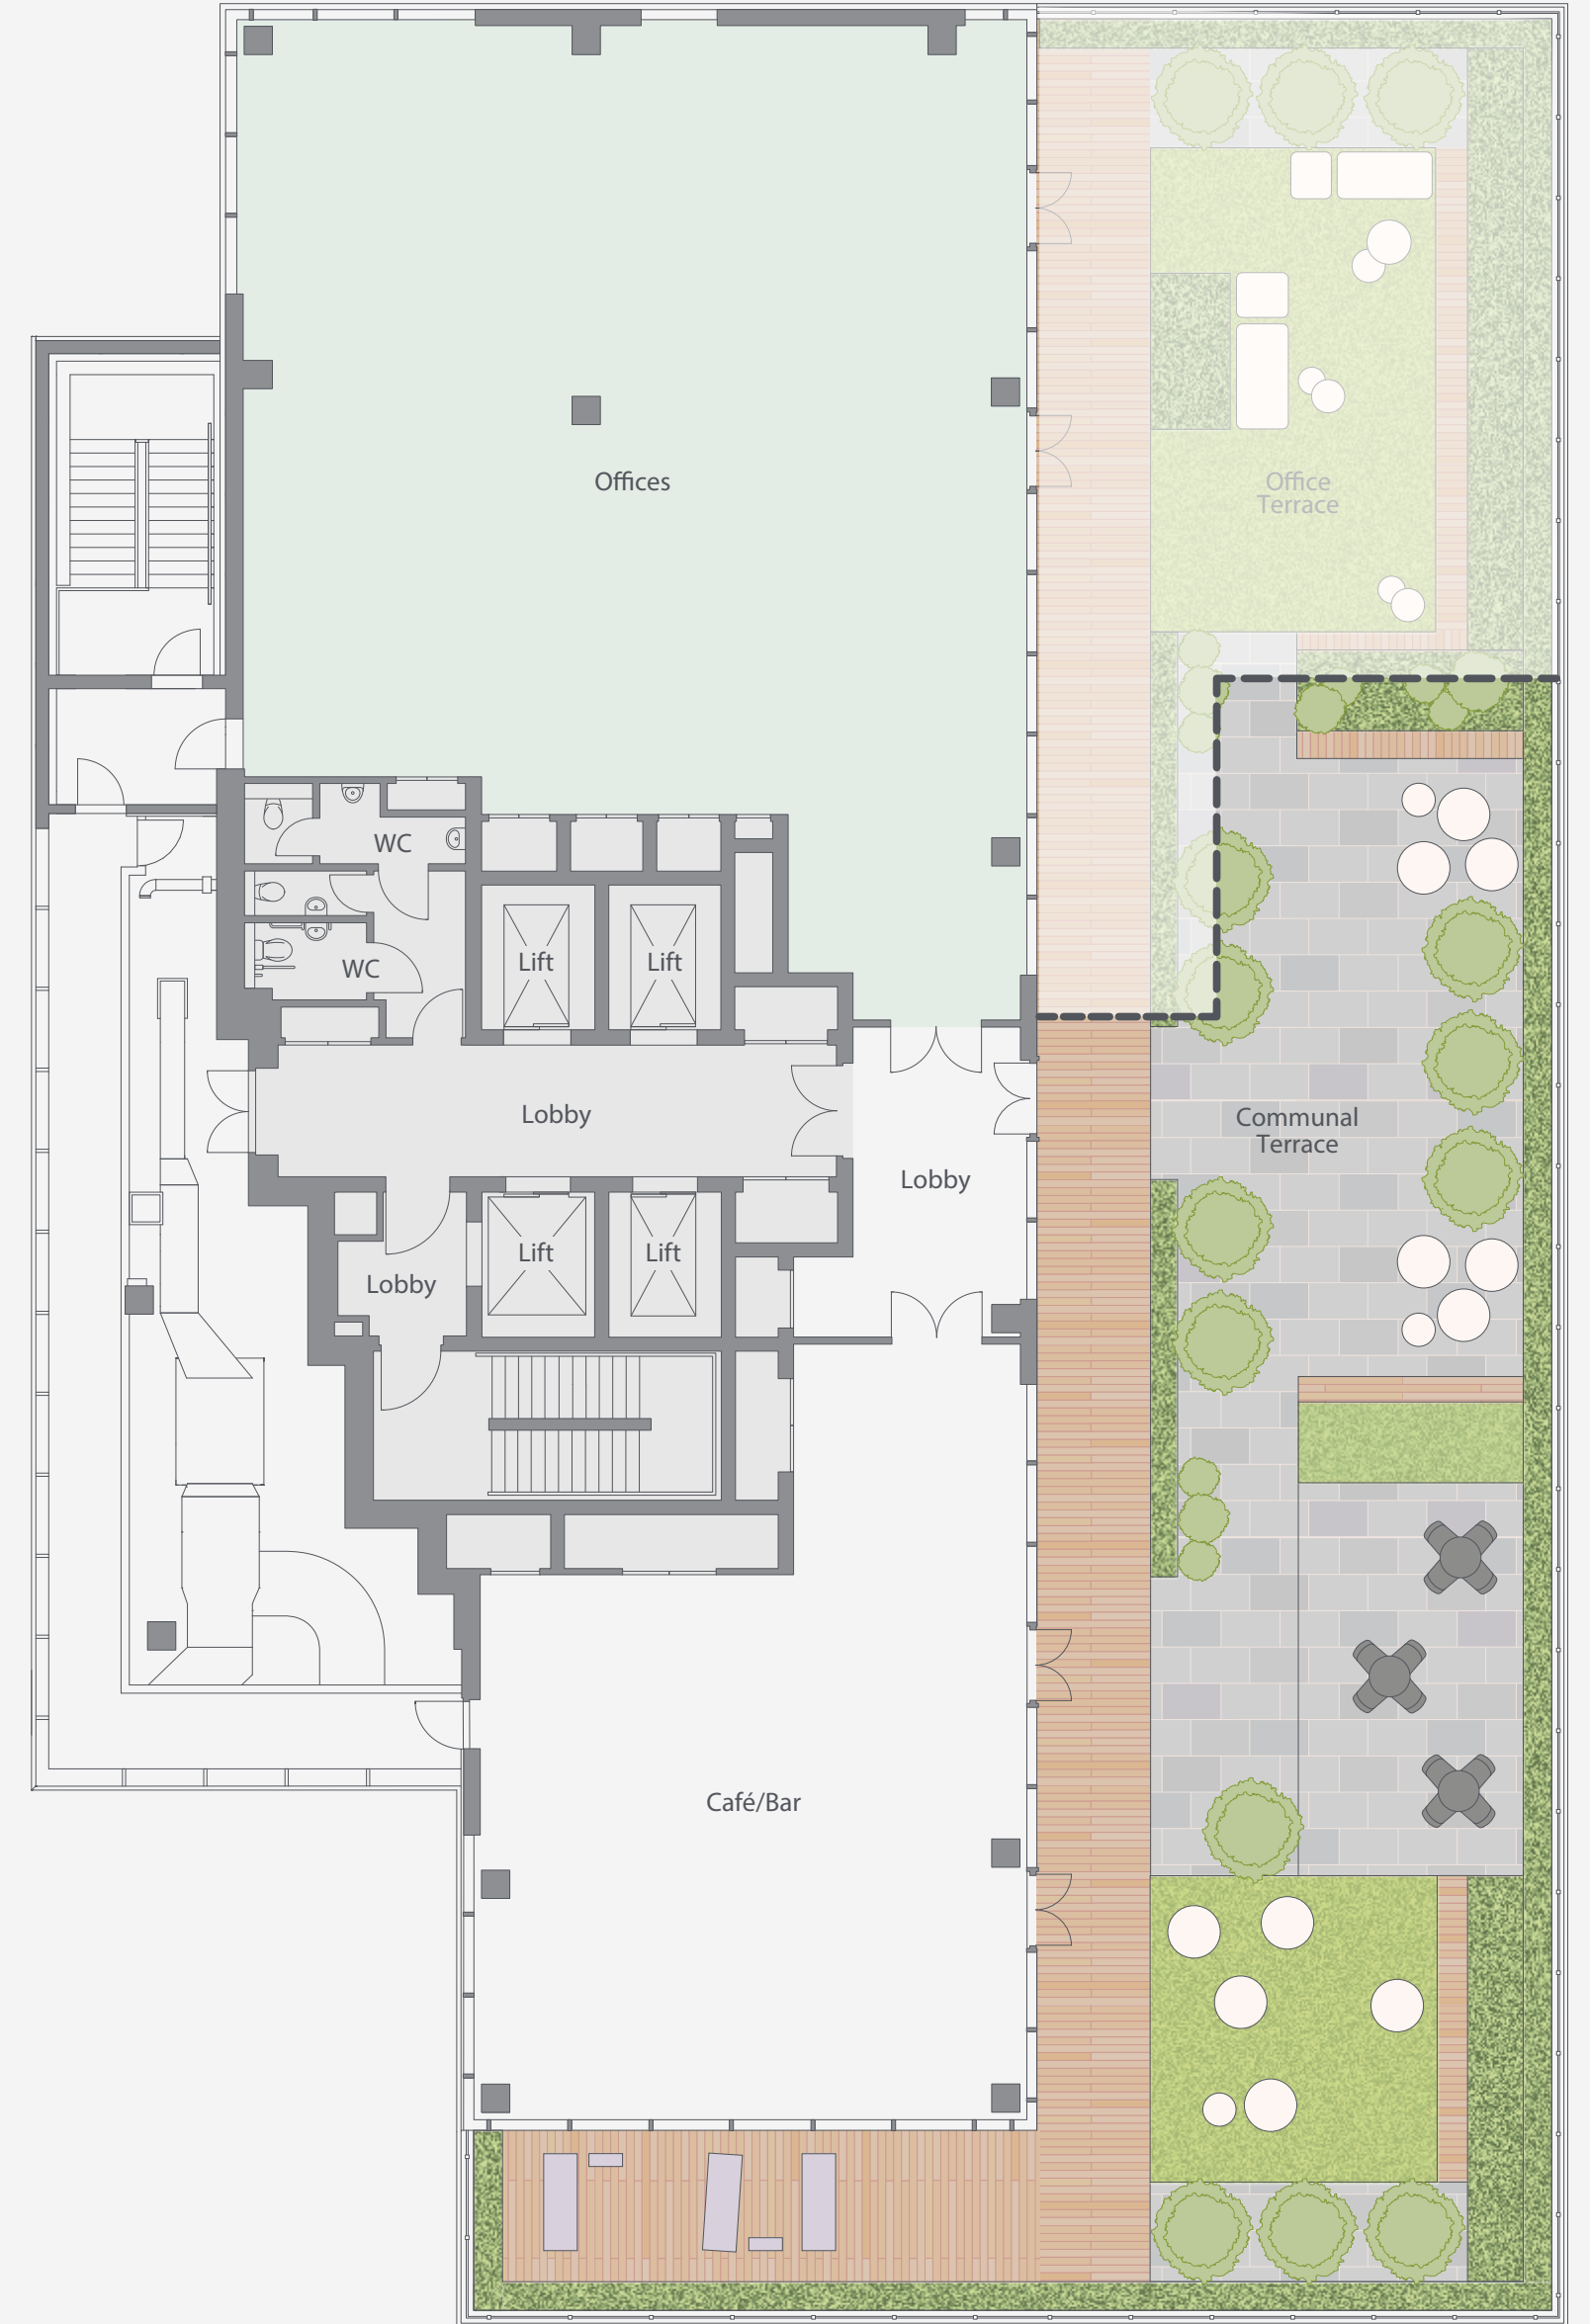 Offices
Office
Terrace
WC
WC
Lift
Lift
Lobby
Communal
Terrace
Lobby
Lift
Lift
Lobby
Café/Bar